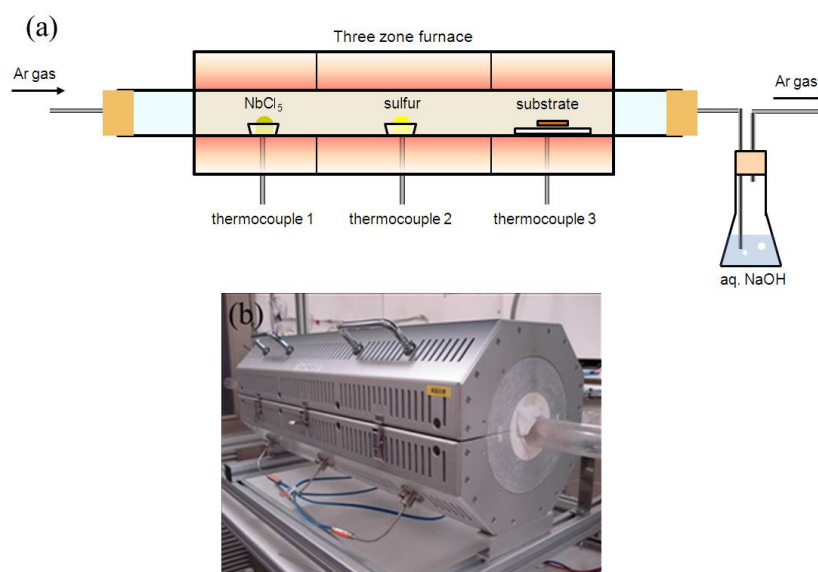 (a)
Three zone furnace
Ar gas
Ar gas
NbCl5
sulfur
substrate
thermocouple 1
thermocouple 2
thermocouple 3
aq. NaOH
(b)